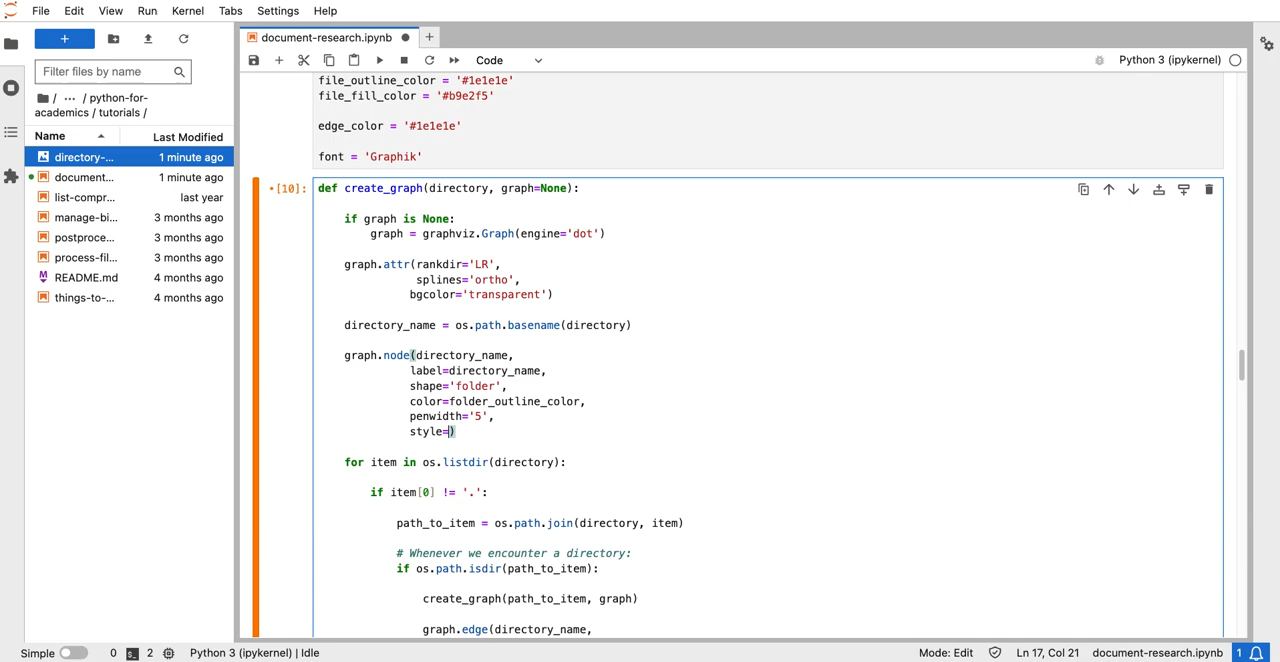 File Edit View Run Kernel Tabs Settings Help
document-research.ipynb
Code
Python 3 (ipykernel)
Filter files by name
/ ... / python-for-
academics / tutorials /
Name Last Modified
directory-... 1 minute ago
document... 1 minute ago
list-compr... last year
manage-bi... 3 months ago
postproce... 3 months ago
process-fil... 3 months ago
README.md 4 months ago
things-to-... 4 months ago
file_outline_color = '#1e1e1e'
file_fill_color = '#b9e2f5'
edge_color = '#1e1e1e'
font = 'Graphik'
[10]:
def create_graph(directory, graph=None):
if graph is None:
graph = graphviz.Graph(engine='dot')
graph.attr(rankdir='LR',
splines='ortho',
bgcolor='transparent')
directory_name = os.path.basename(directory)
graph.node(directory_name,
label=directory_name,
shape='folder',
color=folder_outline_color,
penwidth='5',
style=)
for item in os.listdir(directory):
if item[0] != '.':
path_to_item = os.path.join(directory, item)
# Whenever we encounter a directory:
if os.path.isdir(path_to_item):
create_graph(path_to_item, graph)
graph.edge(directory_name,
Simple 0 2 Python 3 (ipykernel) | Idle Mode: Edit Ln 17, Col 21 document-research.ipynb 1